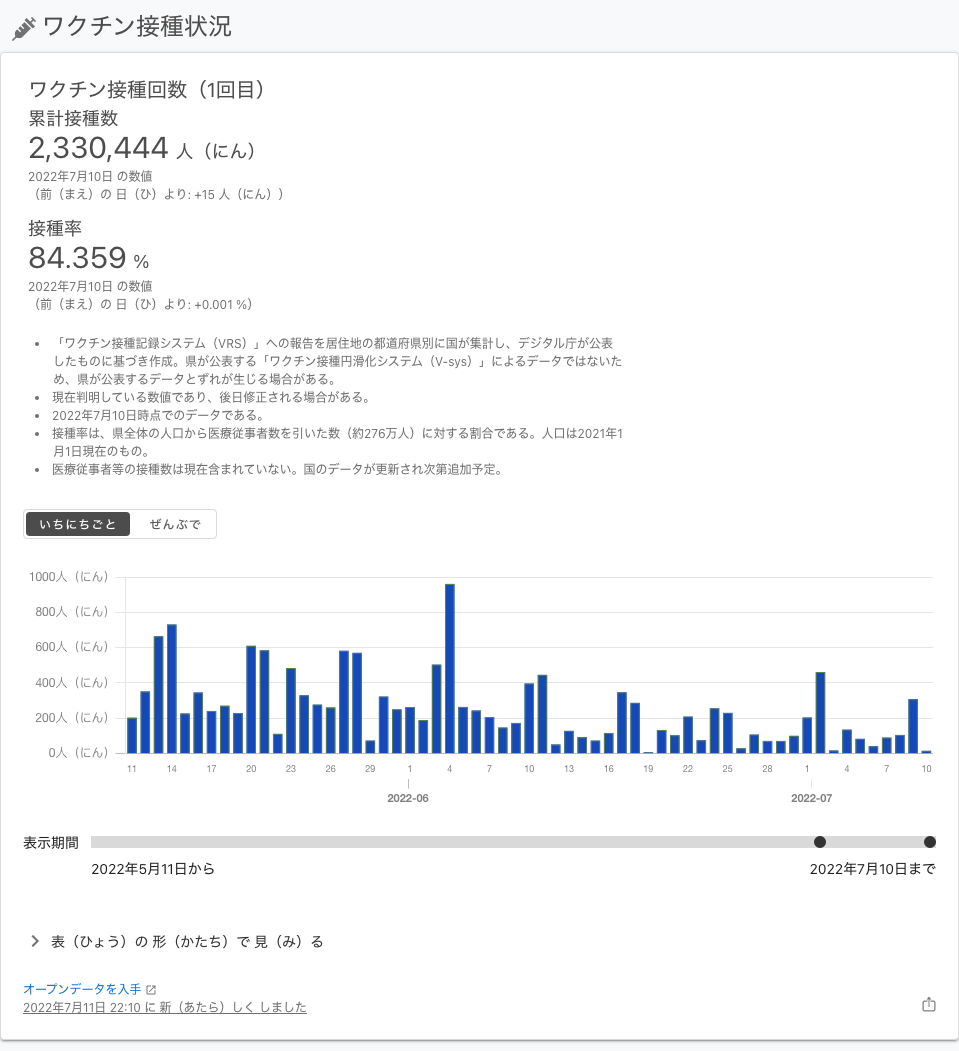 ワクチン接種状況
ワクチン接種回数（1回目）
累計接種数
2,330,444 人（にん）
2022年7月10日 の数値
（前（まえ）の 日（ひ）より: +15 人（にん））
接種率
84.359 %
2022年7月10日 の数値
（前（まえ）の 日（ひ）より: +0.001 %）
• 「ワクチン接種記録システム（VRS）」への報告を居住地の都道府県別に国が集計し、デジタル庁が公表
したものに基づき作成。県が公表する「ワクチン接種円滑化システム（V-sys）」によるデータではないた
め、県が公表するデータとずれが生じる場合がある。
• 現在判明している数値であり、後日修正される場合がある。
• 2022年7月10日時点でのデータである。
• 接種率は、県全体の人口から医療従事者数を引いた数（約276万人）に対する割合である。人口は2021年1
月1日現在のもの。
• 医療従事者等の接種数は現在含まれていない。国のデータが更新され次第追加予定。
いちにちごと ぜんぶで
1000人（にん）
800人（にん）
600人（にん）
400人（にん）
200人（にん）
0人（にん）
11 14 17 20 23 26 29 1 4 7 10 13 16 19 22 25 28 1 4 7 10
2022-06 2022-07
表示期間
2022年5月11日から 2022年7月10日まで
表（ひょう）の 形（かたち）で 見（み）る
オープンデータを入手
2022年7月11日 22:10 に 新（あたら）しく しました